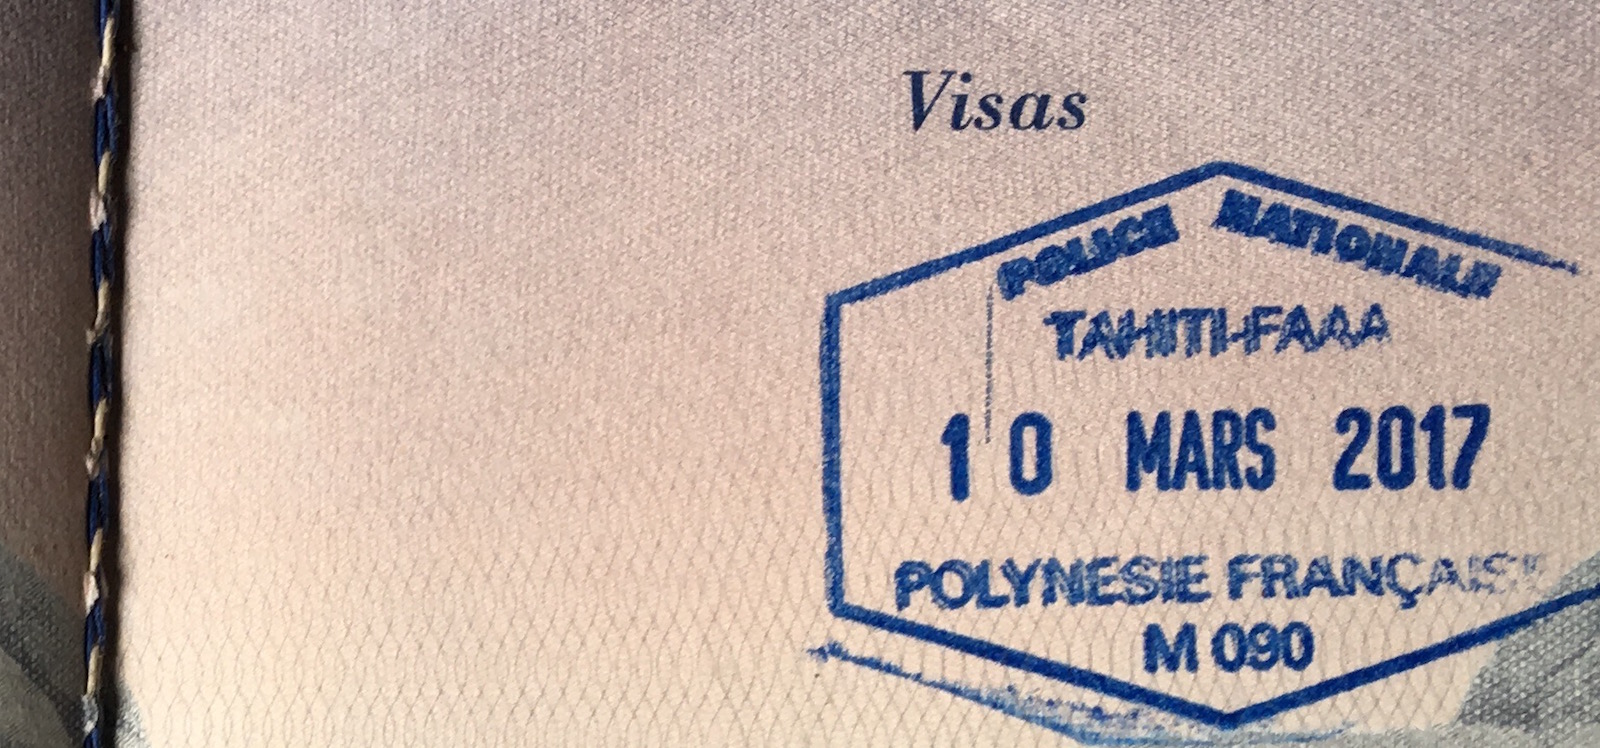 Visas
POLICE NATIONALE
TAHITI-FAAA
10 MARS 2017
POLYNESIE FRANÇAISE
M 090